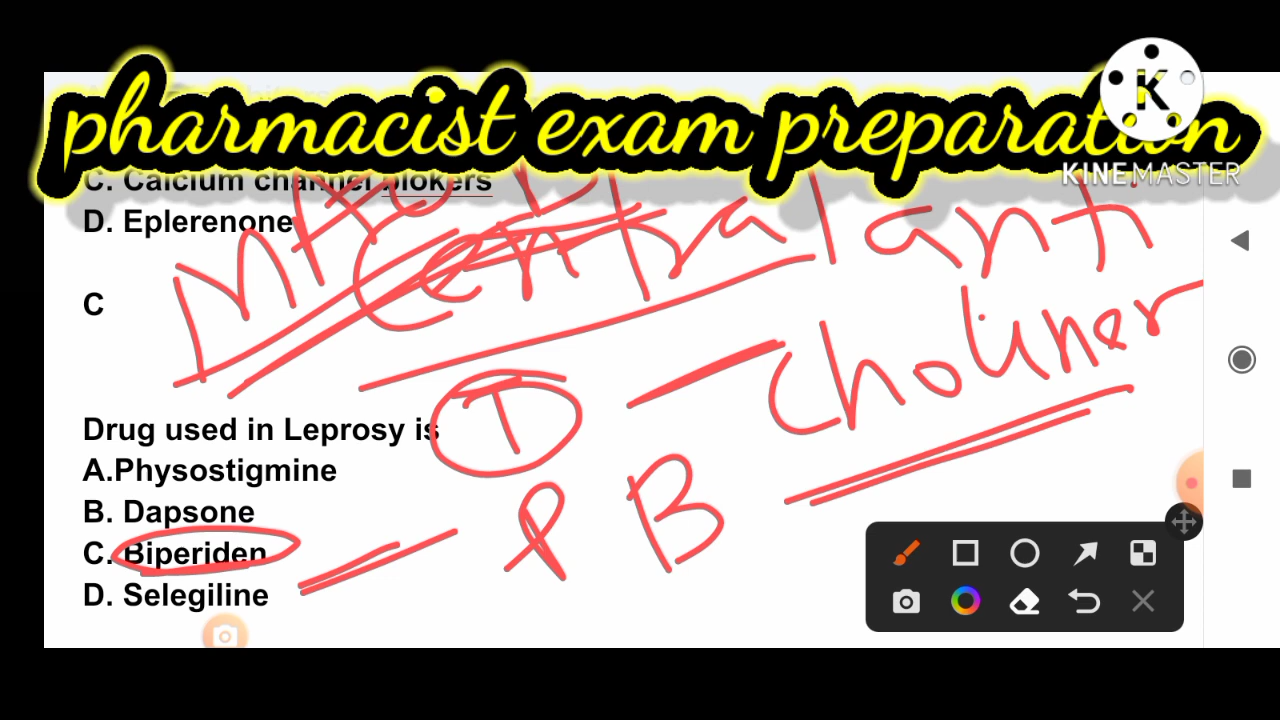 pharmacist exam preparation
K
KINEMASTER
C. Calcium channel blokers
D. Eplerenone
Central anti
C
choliner
T
Drug used in Leprosy is
A.Physostigmine
B. Dapsone
P B
C. Biperiden
D. Selegiline